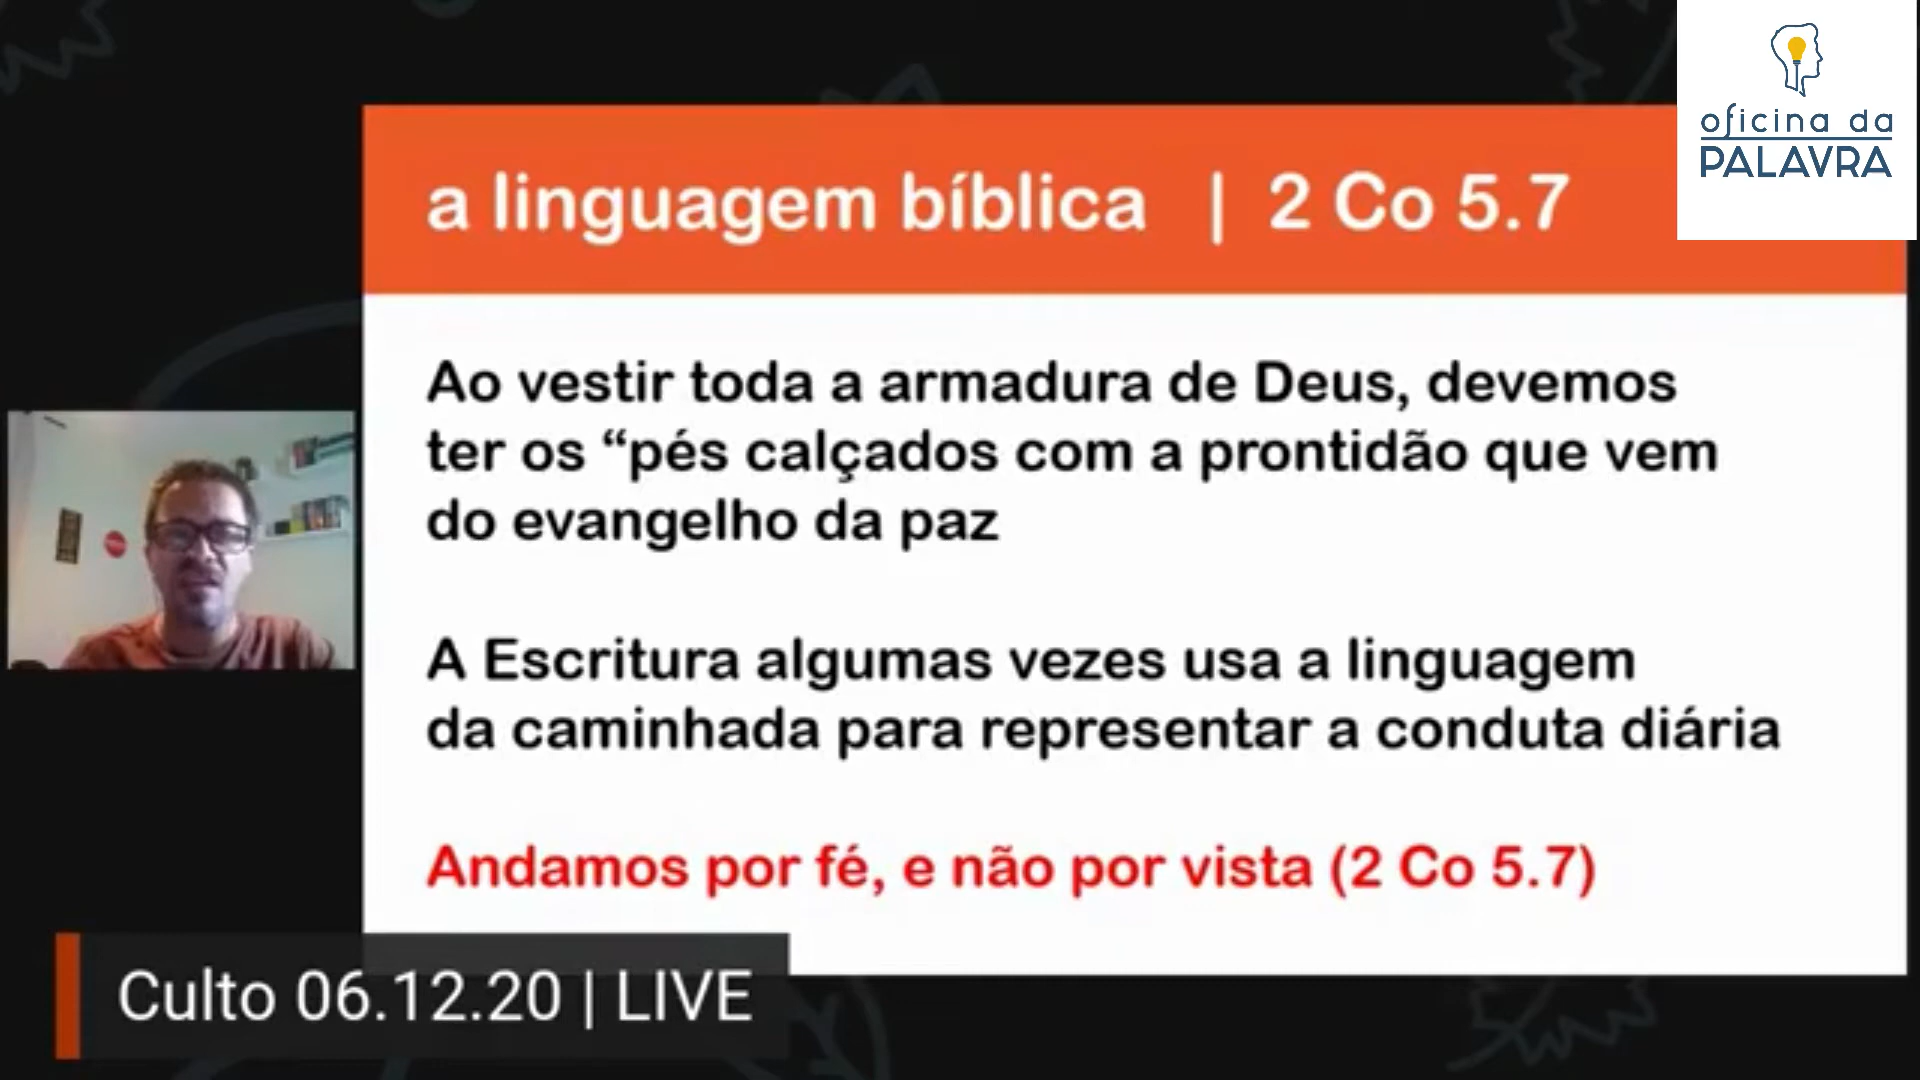 oficina da
PALAVRA
a linguagem bíblica | 2 Co 5.7
Ao vestir toda a armadura de Deus, devemos
ter os “pés calçados com a prontidão que vem
do evangelho da paz
A Escritura algumas vezes usa a linguagem
da caminhada para representar a conduta diária
Andamos por fé, e não por vista (2 Co 5.7)
Culto 06.12.20 | LIVE